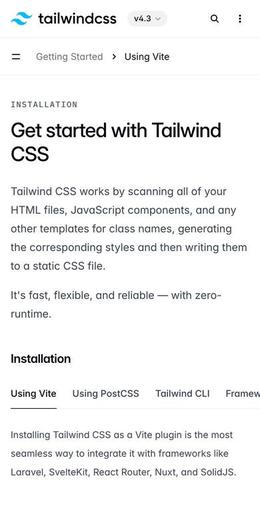 tailwindcss v4.3
Getting Started Using Vite
INSTALLATION
Get started with Tailwind
CSS
Tailwind CSS works by scanning all of your
HTML files, JavaScript components, and any
other templates for class names, generating
the corresponding styles and then writing them
to a static CSS file.
It's fast, flexible, and reliable — with zero-
runtime.
Installation
Using Vite Using PostCSS Tailwind CLI Framew
Installing Tailwind CSS as a Vite plugin is the most
seamless way to integrate it with frameworks like
Laravel, SvelteKit, React Router, Nuxt, and SolidJS.